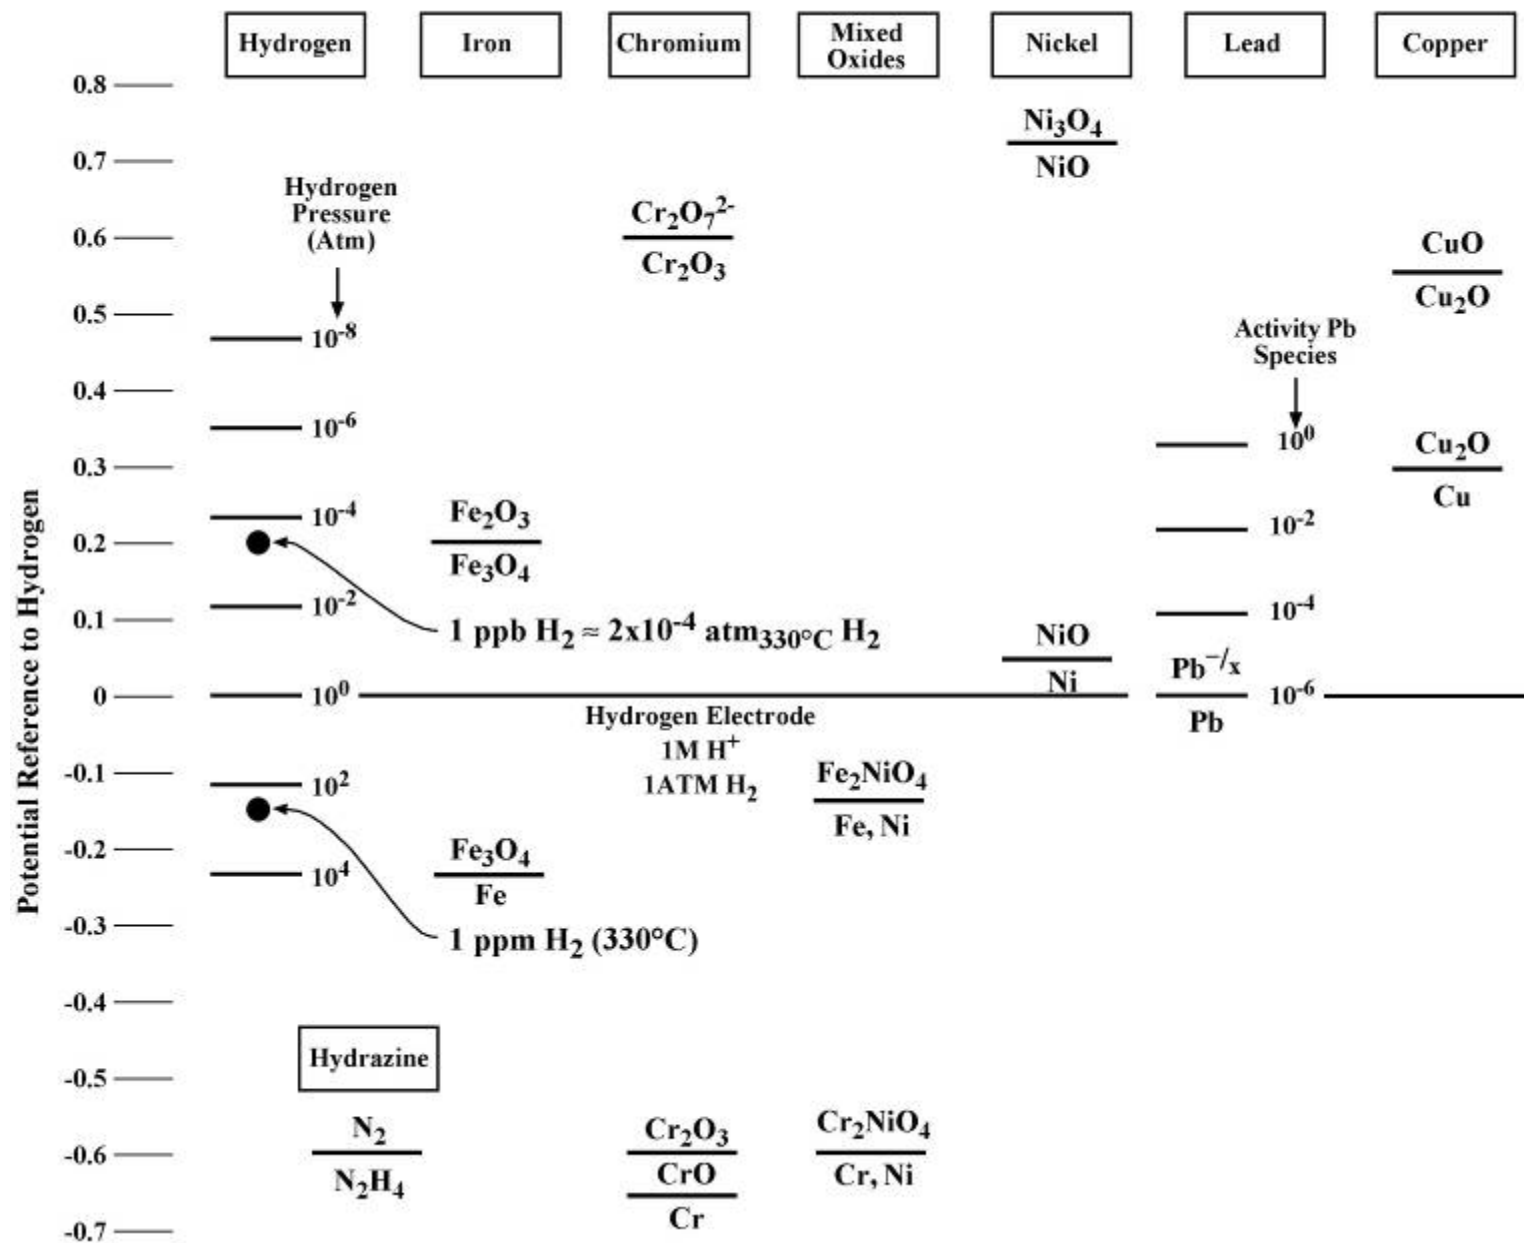 Hydrogen
Iron
Chromium
Mixed
Oxides
Nickel
Lead
Copper
Potential Reference to Hydrogen
0.8
0.7
0.6
0.5
0.4
0.3
0.2
0.1
0
-0.1
-0.2
-0.3
-0.4
-0.5
-0.6
-0.7
Hydrogen
Pressure
(Atm)
10⁻⁸
10⁻⁶
10⁻⁴
10⁻²
10⁰
10²
10⁴
Hydrazine
N₂
N₂H₄
Fe₂O₃
Fe₃O₄
1 ppb H₂ ≈ 2x10⁻⁴ atm₃₃₀°C H₂
Fe₃O₄
Fe
1 ppm H₂ (330°C)
Cr₂O₇²⁻
Cr₂O₃
Hydrogen Electrode
1M H⁺
1ATM H₂
Cr₂O₃
CrO
Cr
Fe₂NiO₄
Fe, Ni
Cr₂NiO₄
Cr, Ni
Ni₃O₄
NiO
NiO
Ni
Activity Pb
Species
10⁰
10⁻²
10⁻⁴
10⁻⁶
Pb⁻/x
Pb
CuO
Cu₂O
Cu₂O
Cu